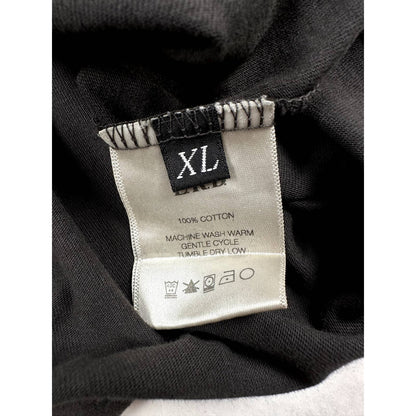 XL
100% COTTON
MACHINE WASH WARM
GENTLE CYCLE
TUMBLE DRY LOW